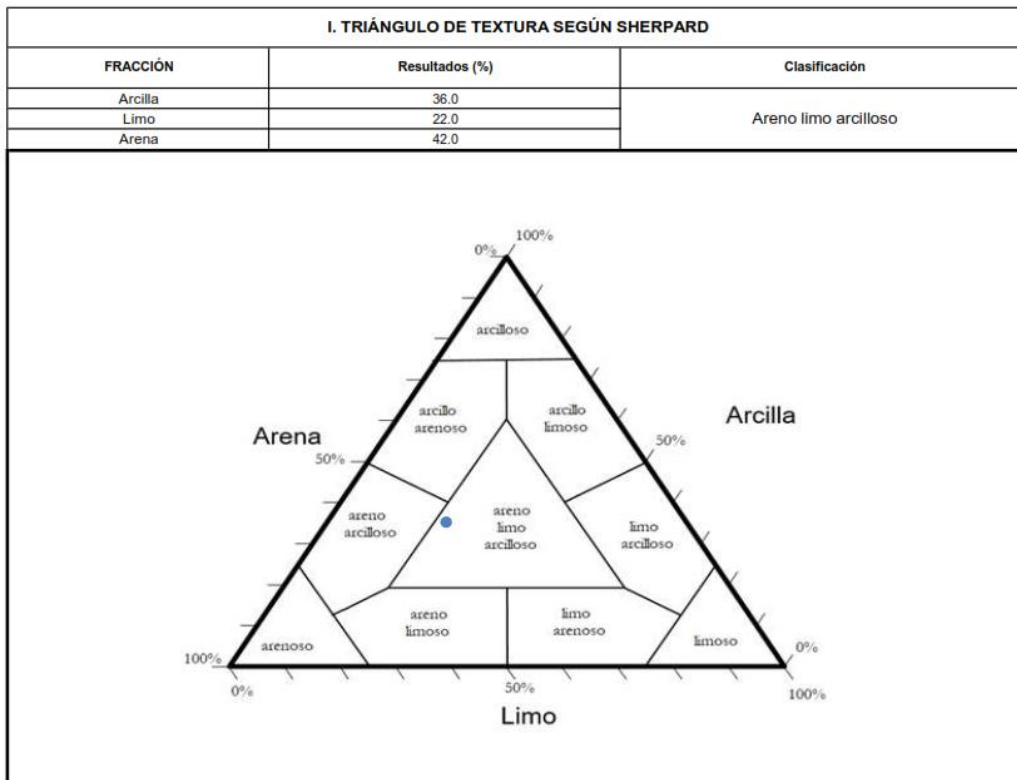 I. TRIÁNGULO DE TEXTURA SEGÚN SHERPARD
FRACCIÓN Resultados (%) Clasificación
Arcilla 36.0
Limo 22.0
Arena 42.0
Areno limo arcilloso
0% 100%
arcilloso
arcillo
arenoso
arcillo
limoso
Arena
Arcilla
50%
50%
areno
arcilloso
areno
limo
arcilloso
limo
arcilloso
areno
limoso
limo
arenoso
arenoso
limoso
100%
0%
0%
50%
100%
Limo